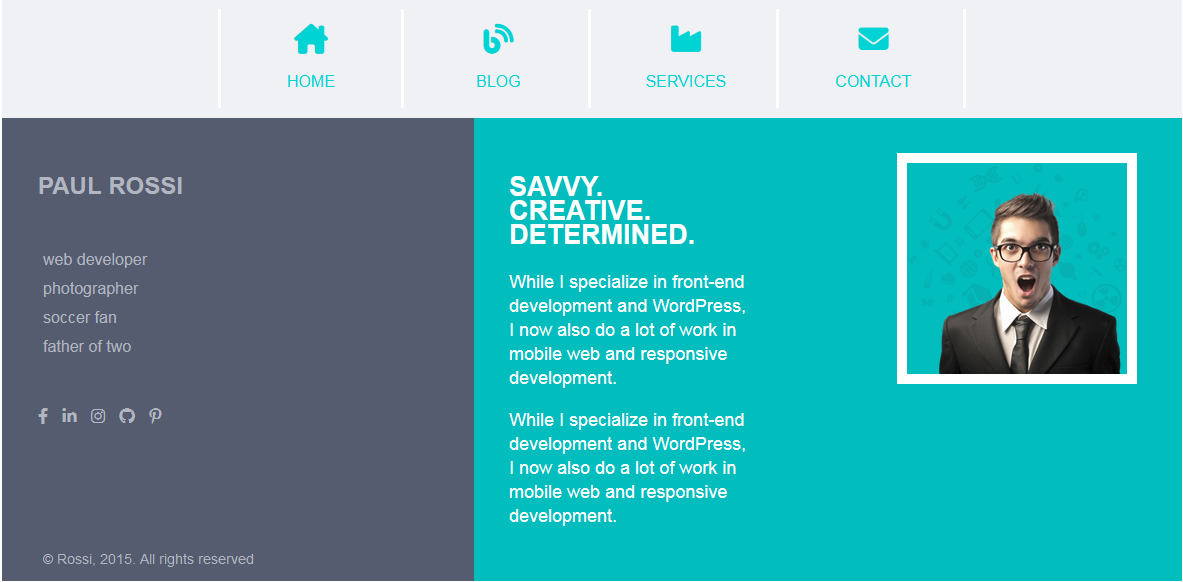 HOME
BLOG
SERVICES
CONTACT
PAUL ROSSI
web developer
photographer
soccer fan
father of two
© Rossi, 2015. All rights reserved
SAVVY.
CREATIVE.
DETERMINED.
While I specialize in front-end
development and WordPress,
I now also do a lot of work in
mobile web and responsive
development.
While I specialize in front-end
development and WordPress,
I now also do a lot of work in
mobile web and responsive
development.